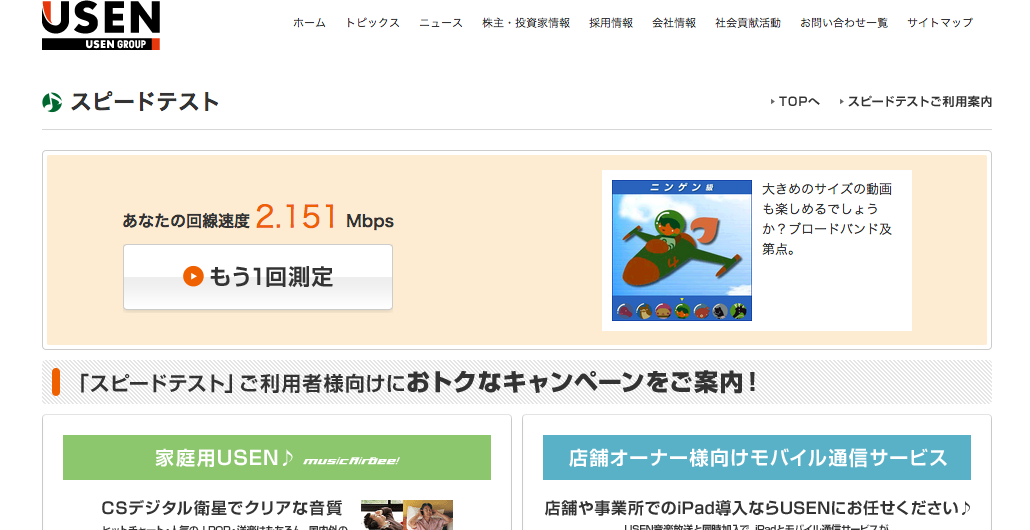 USEN
USEN GROUP
ホーム トピックス ニュース 株主・投資家情報 採用情報 会社情報 社会貢献活動 お問い合わせ一覧 サイトマップ
スピードテスト
TOPへ スピードテストご利用案内
あなたの回線速度 2.151 Mbps
もう1回測定
ニンゲン 級
大きめのサイズの動画
も楽しめるでしょう
か？ブロードバンド及
第点。
「スピードテスト」ご利用者様向けにおトクなキャンペーンをご案内！
家庭用USEN♪ musicAirBee!
CSデジタル衛星でクリアな音質
店舗オーナー様向けモバイル通信サービス
店舗や事業所でのiPad導入ならUSENにお任せください♪